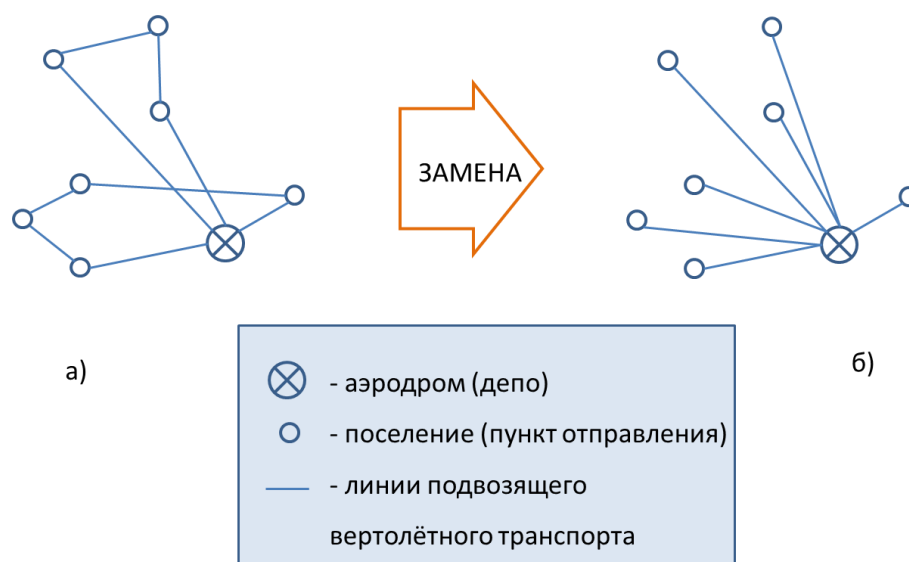 ЗАМЕНА
а)
б)
- аэродром (депо)
- поселение (пункт отправления)
- линии подвозящего
вертолётного транспорта